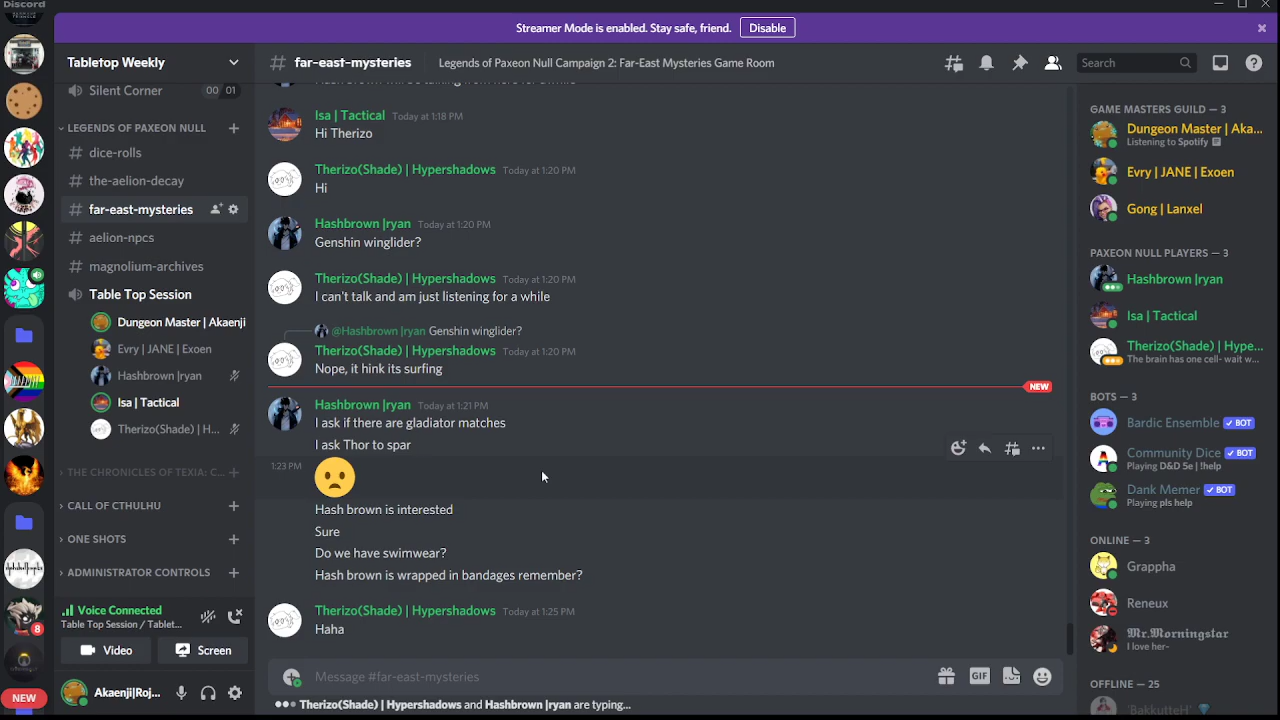 Discord
Streamer Mode is enabled. Stay safe, friend.
Disable
Tabletop Weekly
far-east-mysteries
Legends of Paxeon Null Campaign 2: Far-East Mysteries Game Room
Search
Silent Corner
00 01
LEGENDS OF PAXEON NULL
dice-rolls
the-aelion-decay
far-east-mysteries
aelion-npcs
magnolium-archives
Table Top Session
Dungeon Master | Akaenji
Evry | JANE | Exoen
Hashbrown |ryan
Isa | Tactical
Therizo(Shade) | H...
THE CHRONICLES OF TEXIA: C...
CALL OF CTHULHU
ONE SHOTS
ADMINISTRATOR CONTROLS
Voice Connected
Table Top Session / Tablet...
Video
Screen
Akaenji|Roj...
8
NEW
Isa | Tactical Today at 1:18 PM
Hi Therizo
Therizo(Shade) | Hypershadows Today at 1:20 PM
Hi
Hashbrown |ryan Today at 1:20 PM
Genshin winglider?
Therizo(Shade) | Hypershadows Today at 1:20 PM
I can't talk and am just listening for a while
@Hashbrown |ryan Genshin winglider?
Therizo(Shade) | Hypershadows Today at 1:20 PM
Nope, it hink its surfing
NEW
Hashbrown |ryan Today at 1:21 PM
I ask if there are gladiator matches
I ask Thor to spar
1:23 PM
Hash brown is interested
Sure
Do we have swimwear?
Hash brown is wrapped in bandages remember?
Therizo(Shade) | Hypershadows Today at 1:25 PM
Haha
Message #far-east-mysteries
GIF
Therizo(Shade) | Hypershadows and Hashbrown |ryan are typing...
GAME MASTERS GUILD — 3
Dungeon Master | Aka...
Listening to Spotify
Evry | JANE | Exoen
Gong | Lanxel
PAXEON NULL PLAYERS — 3
Hashbrown |ryan
Isa | Tactical
Therizo(Shade) | Hype...
The brain has one cell- wait w...
BOTS — 3
Bardic Ensemble ✓ BOT
Community Dice ✓ BOT
Playing D&D 5e | !help
Dank Memer ✓ BOT
Playing pls help
ONLINE — 3
Grappha
Reneux
𝕸𝖗.𝕸𝖔𝖗𝖓𝖎𝖓𝖌𝖘𝖙𝖆𝖗
I love her-
OFFLINE — 25
'BakkutteH'